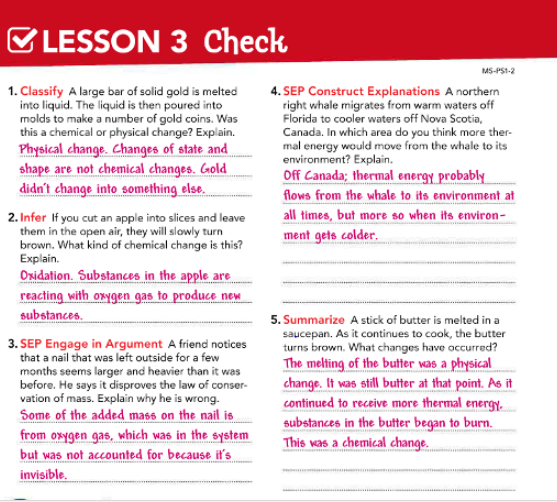 LESSON 3 Check
MS-PS1-2
1. Classify A large bar of solid gold is melted
into liquid. The liquid is then poured into
molds to make a number of gold coins. Was
this a chemical or physical change? Explain.
Physical change. Changes of state and
shape are not chemical changes. Gold
didn't change into something else.
2. Infer If you cut an apple into slices and leave
them in the open air, they will slowly turn
brown. What kind of chemical change is this?
Explain.
Oxidation. Substances in the apple are
reacting with oxygen gas to produce new
substances.
3. SEP Engage in Argument A friend notices
that a nail that was left outside for a few
months seems larger and heavier than it was
before. He says it disproves the law of conser-
vation of mass. Explain why he is wrong.
Some of the added mass on the nail is
from oxygen gas, which was in the system
but was not accounted for because it's
invisible.
4. SEP Construct Explanations A northern
right whale migrates from warm waters off
Florida to cooler waters off Nova Scotia,
Canada. In which area do you think more ther-
mal energy would move from the whale to its
environment? Explain.
Off Canada; thermal energy probably
flows from the whale to its environment at
all times, but more so when its environ-
ment gets colder.
5. Summarize A stick of butter is melted in a
saucepan. As it continues to cook, the butter
turns brown. What changes have occurred?
The melting of the butter was a physical
change. It was still butter at that point. As it
continued to receive more thermal energy,
substances in the butter began to burn.
This was a chemical change.